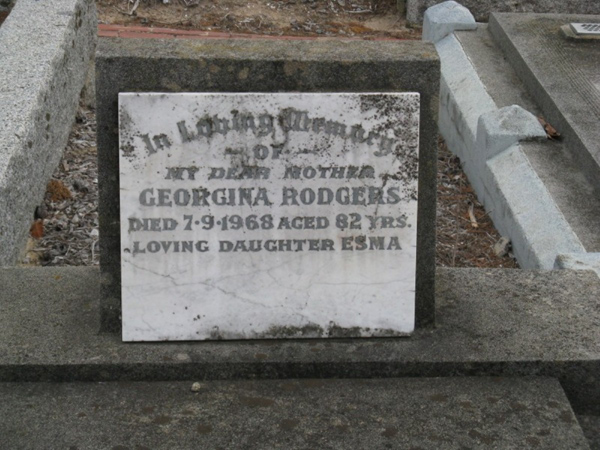 In Loving Memory
— OF —
MY DEAR MOTHER
GEORGINA RODGERS
DIED 7·9·1968 AGED 82 YRS.
LOVING DAUGHTER ESMA